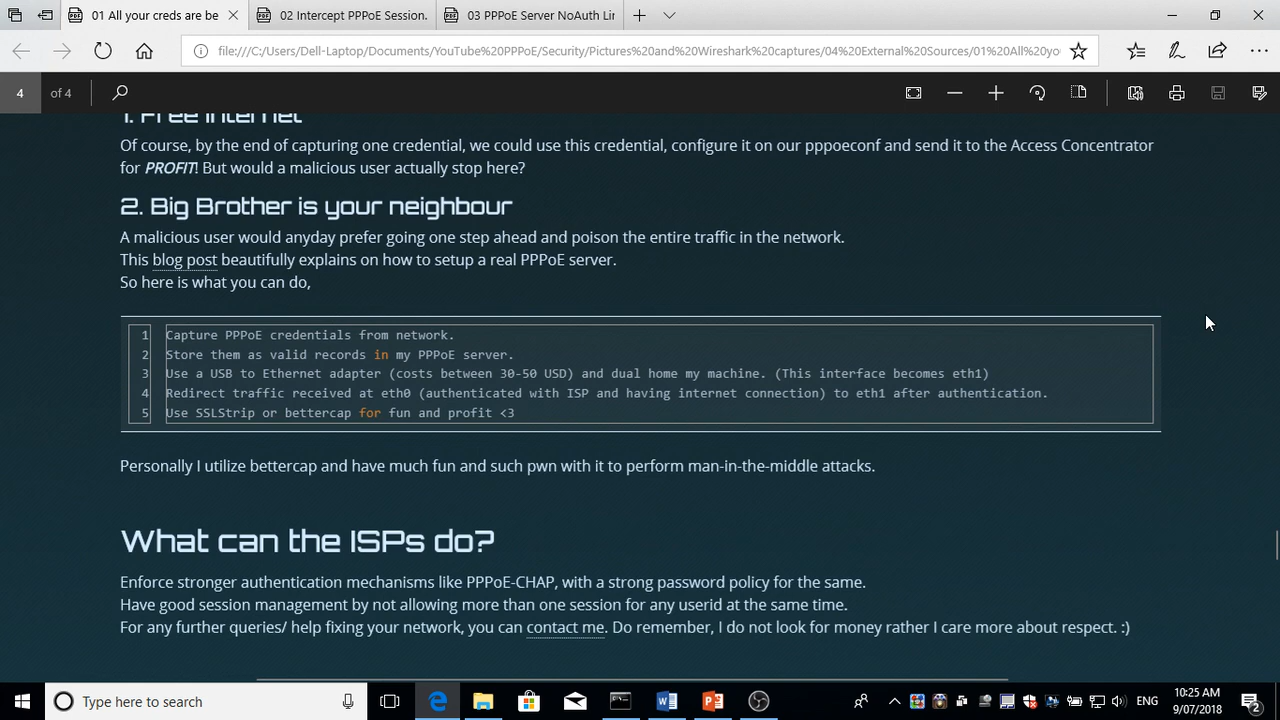 01 All your creds are be
02 Intercept PPPoE Session.
03 PPPoE Server NoAuth Lir
file:///C:/Users/Dell-Laptop/Documents/YouTube%20PPPoE/Security/Pictures%20and%20Wireshark%20captures/04%20External%20Sources/01%20All%20yo
4 of 4
1. Free Internet
Of course, by the end of capturing one credential, we could use this credential, configure it on our pppoeconf and send it to the Access Concentrator
for PROFIT! But would a malicious user actually stop here?
2. Big Brother is your neighbour
A malicious user would anyday prefer going one step ahead and poison the entire traffic in the network.
This blog post beautifully explains on how to setup a real PPPoE server.
So here is what you can do,
1 Capture PPPoE credentials from network.
2 Store them as valid records in my PPPoE server.
3 Use a USB to Ethernet adapter (costs between 30-50 USD) and dual home my machine. (This interface becomes eth1)
4 Redirect traffic received at eth0 (authenticated with ISP and having internet connection) to eth1 after authentication.
5 Use SSLStrip or bettercap for fun and profit <3
Personally I utilize bettercap and have much fun and such pwn with it to perform man-in-the-middle attacks.
What can the ISPs do?
Enforce stronger authentication mechanisms like PPPoE-CHAP, with a strong password policy for the same.
Have good session management by not allowing more than one session for any userid at the same time.
For any further queries/ help fixing your network, you can contact me. Do remember, I do not look for money rather I care more about respect. :)
Type here to search
ENG
10:25 AM
9/07/2018
2